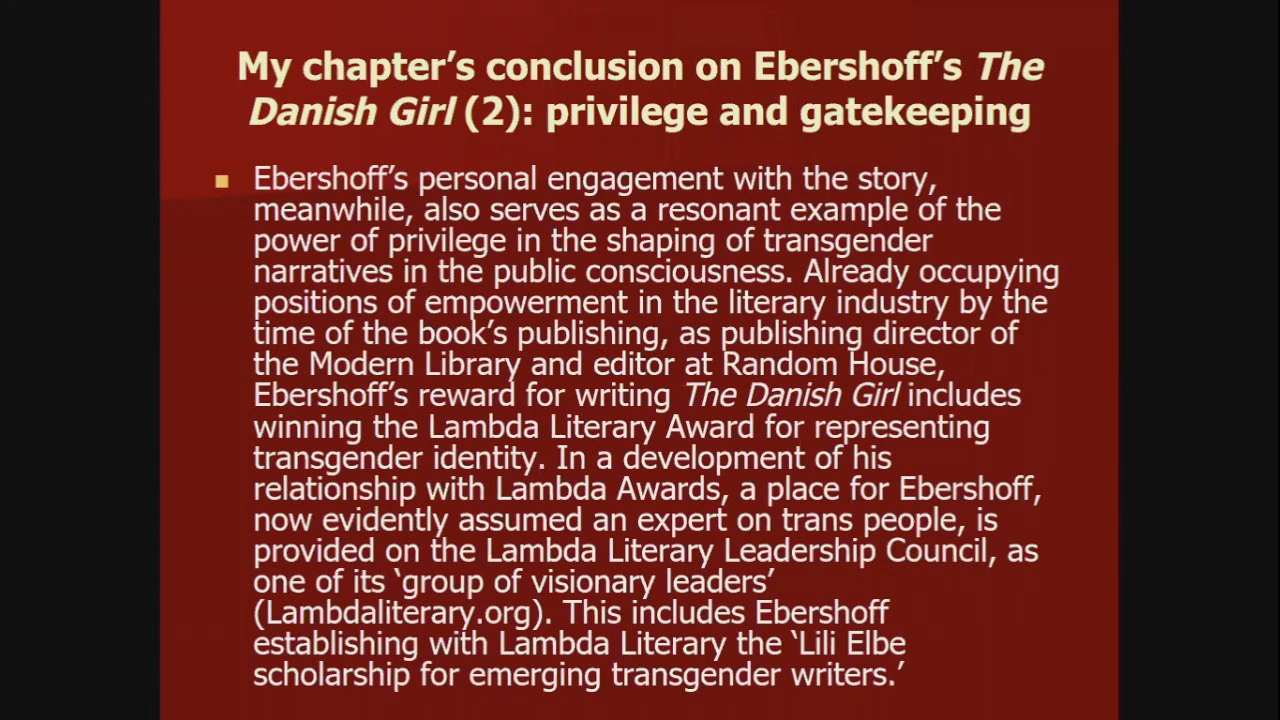 My chapter’s conclusion on Ebershoff’s The
Danish Girl (2): privilege and gatekeeping
Ebershoff’s personal engagement with the story,
meanwhile, also serves as a resonant example of the
power of privilege in the shaping of transgender
narratives in the public consciousness. Already occupying
positions of empowerment in the literary industry by the
time of the book’s publishing, as publishing director of
the Modern Library and editor at Random House,
Ebershoff’s reward for writing The Danish Girl includes
winning the Lambda Literary Award for representing
transgender identity. In a development of his
relationship with Lambda Awards, a place for Ebershoff,
now evidently assumed an expert on trans people, is
provided on the Lambda Literary Leadership Council, as
one of its ‘group of visionary leaders’
(Lambdaliterary.org). This includes Ebershoff
establishing with Lambda Literary the ‘Lili Elbe
scholarship for emerging transgender writers.’